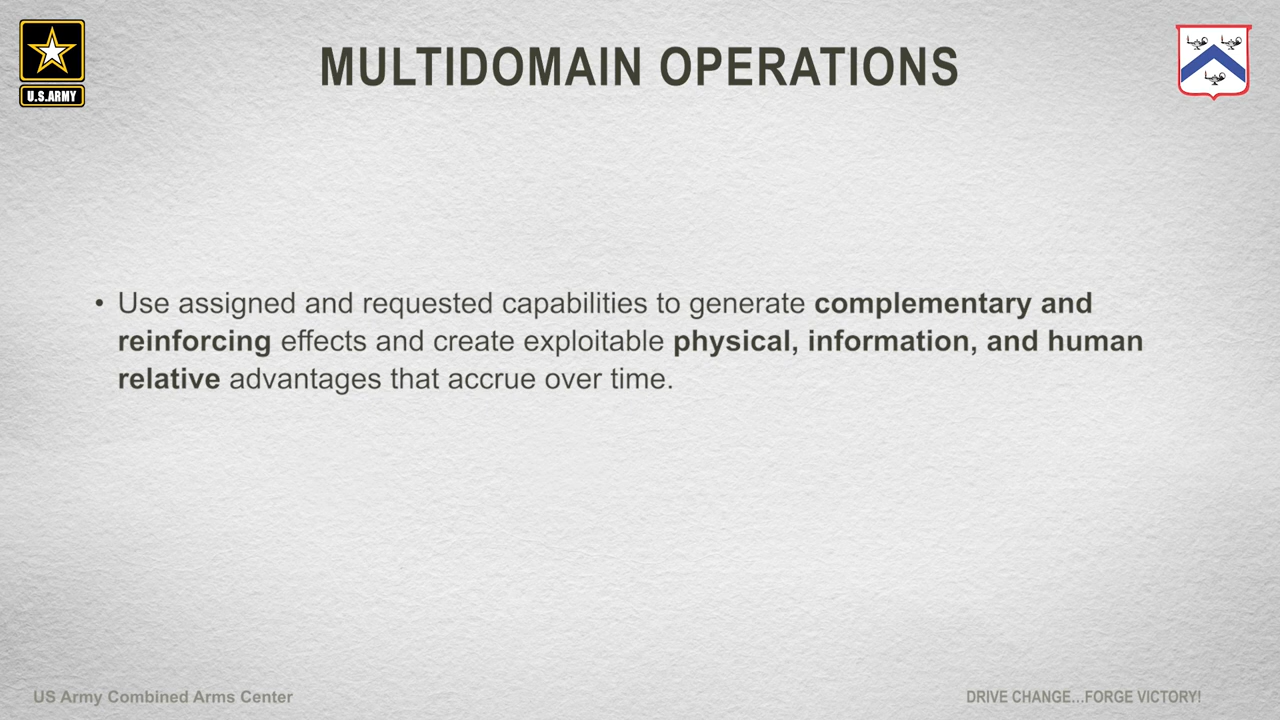 MULTIDOMAIN OPERATIONS
U.S.ARMY
• Use assigned and requested capabilities to generate complementary and
reinforcing effects and create exploitable physical, information, and human
relative advantages that accrue over time.
US Army Combined Arms Center
DRIVE CHANGE...FORGE VICTORY!